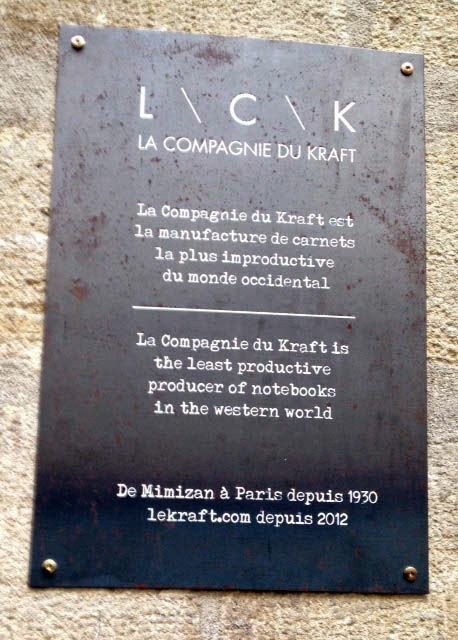 L \ C \ K
LA COMPAGNIE DU KRAFT
La Compagnie du Kraft est
la manufacture de carnets
la plus improductive
du monde occidental
La Compagnie du Kraft is
the least productive
producer of notebooks
in the western world
De Mimizan à Paris depuis 1930
lekraft.com depuis 2012